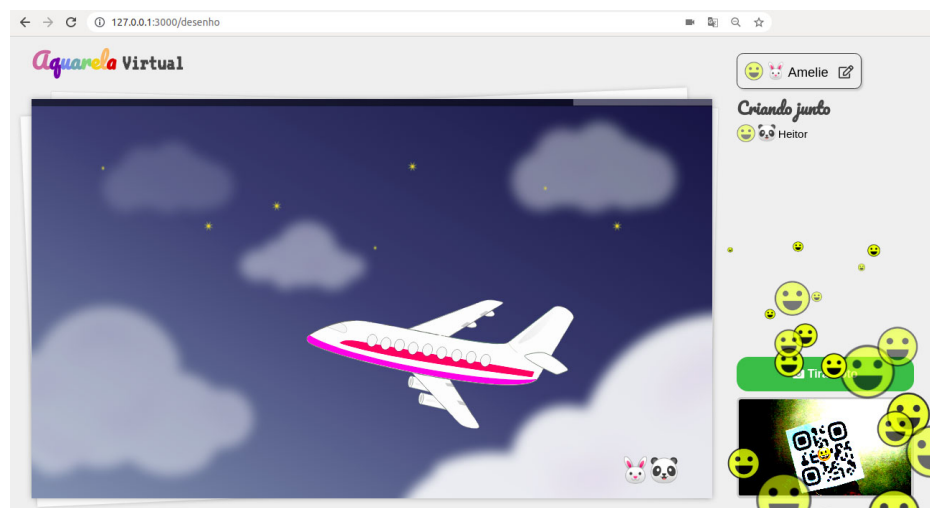 127.0.0.1:3000/desenho
Aquarela Virtual
Amelie
Criando junto
Heitor